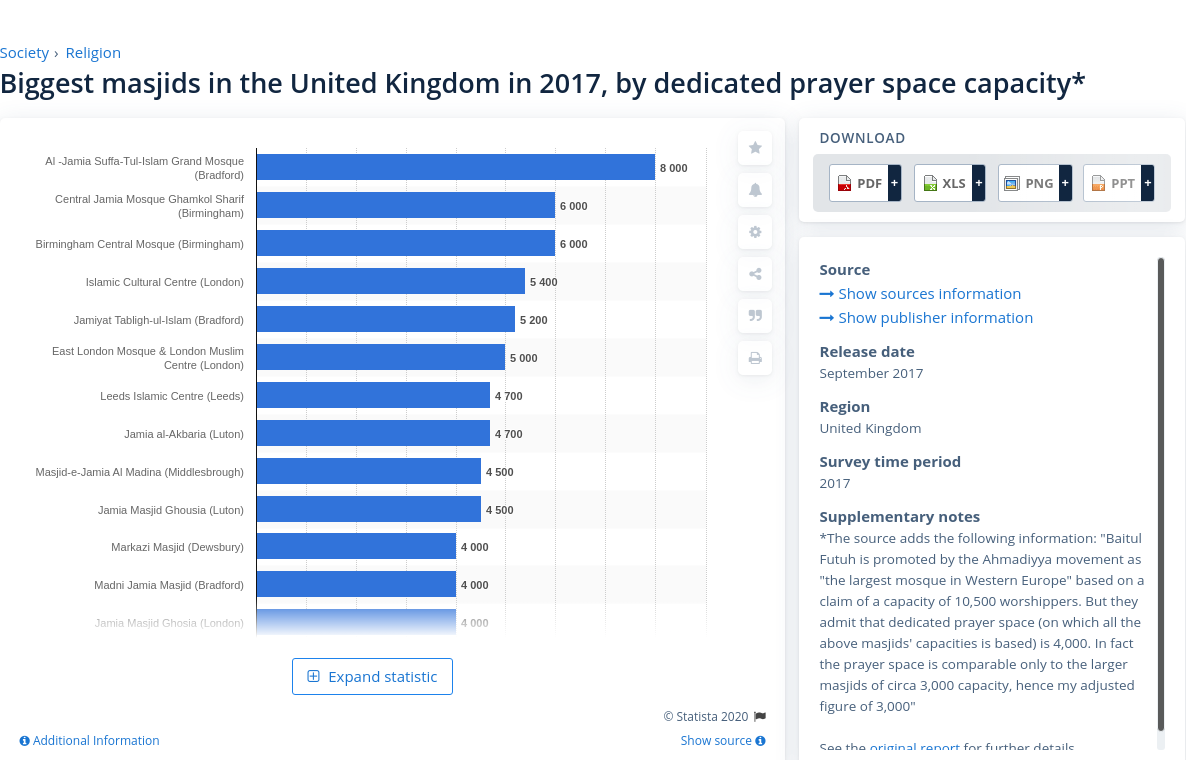 Society › Religion
Biggest masjids in the United Kingdom in 2017, by dedicated prayer space capacity*
Al -Jamia Suffa-Tul-Islam Grand Mosque
(Bradford)
8 000
Central Jamia Mosque Ghamkol Sharif
(Birmingham)
6 000
Birmingham Central Mosque (Birmingham)
6 000
Islamic Cultural Centre (London)
5 400
Jamiyat Tabligh-ul-Islam (Bradford)
5 200
East London Mosque & London Muslim
Centre (London)
5 000
Leeds Islamic Centre (Leeds)
4 700
Jamia al-Akbaria (Luton)
4 700
Masjid-e-Jamia Al Madina (Middlesbrough)
4 500
Jamia Masjid Ghousia (Luton)
4 500
Markazi Masjid (Dewsbury)
4 000
Madni Jamia Masjid (Bradford)
4 000
Jamia Masjid Ghosia (London)
4 000
Expand statistic
© Statista 2020
Additional Information
Show source
DOWNLOAD
PDF +
XLS +
PNG +
PPT +
Source
Show sources information
Show publisher information
Release date
September 2017
Region
United Kingdom
Survey time period
2017
Supplementary notes
*The source adds the following information: "Baitul
Futuh is promoted by the Ahmadiyya movement as
"the largest mosque in Western Europe" based on a
claim of a capacity of 10,500 worshippers. But they
admit that dedicated prayer space (on which all the
above masjids' capacities is based) is 4,000. In fact
the prayer space is comparable only to the larger
masjids of circa 3,000 capacity, hence my adjusted
figure of 3,000"
See the original report for further details